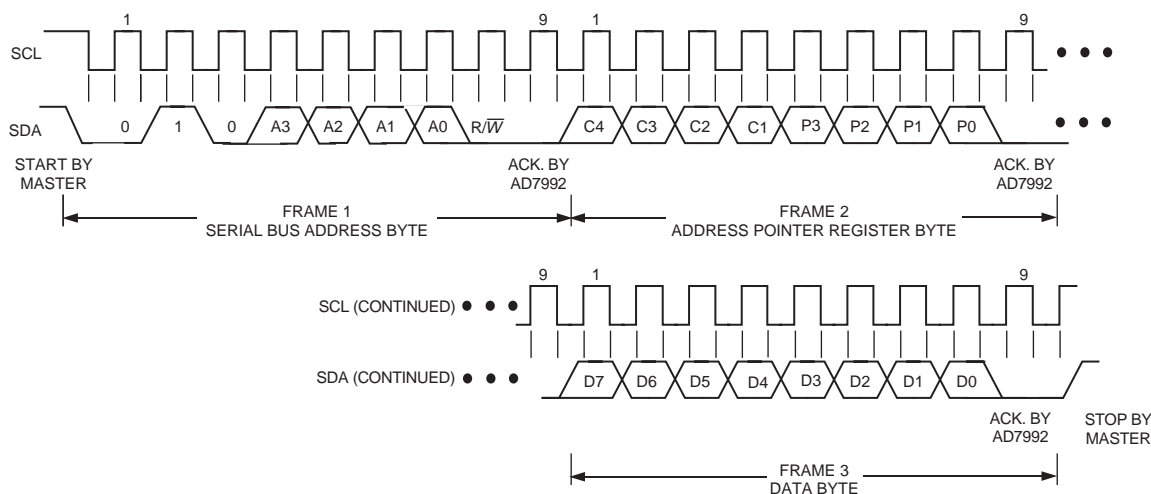 1 9 1 9
SCL
SDA
0 1 0 A3 A2 A1 A0 R/W̅ C4 C3 C2 C1 P3 P2 P1 P0
START BY
MASTER
ACK. BY
AD7992
ACK. BY
AD7992
FRAME 1
SERIAL BUS ADDRESS BYTE
FRAME 2
ADDRESS POINTER REGISTER BYTE
9 1 9
SCL (CONTINUED)
SDA (CONTINUED)
D7 D6 D5 D4 D3 D2 D1 D0
ACK. BY
AD7992
STOP BY
MASTER
FRAME 3
DATA BYTE